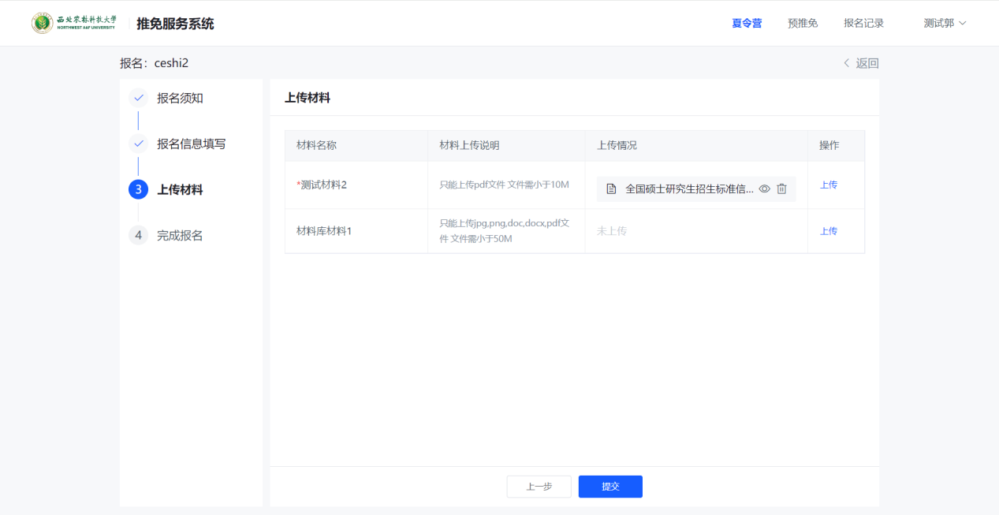 西北农林科技大学
NORTHWEST A&F UNIVERSITY
推免服务系统
夏令营
预推免
报名记录
测试郭
报名：ceshi2
返回
报名须知
报名信息填写
3
上传材料
4
完成报名
上传材料
材料名称
材料上传说明
上传情况
操作
*测试材料2
只能上传pdf文件 文件需小于10M
全国硕士研究生招生标准信...
上传
材料库材料1
只能上传jpg,png,doc,docx,pdf文
件 文件需小于50M
未上传
上传
上一步
提交